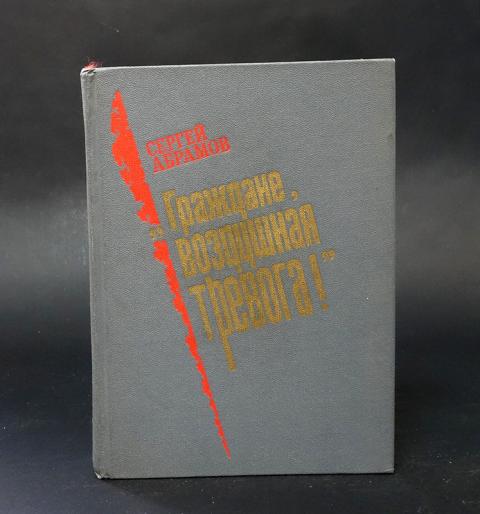 СЕРГЕЙ
АБРАМОВ
„Граждане,
воздушная
тревога!”